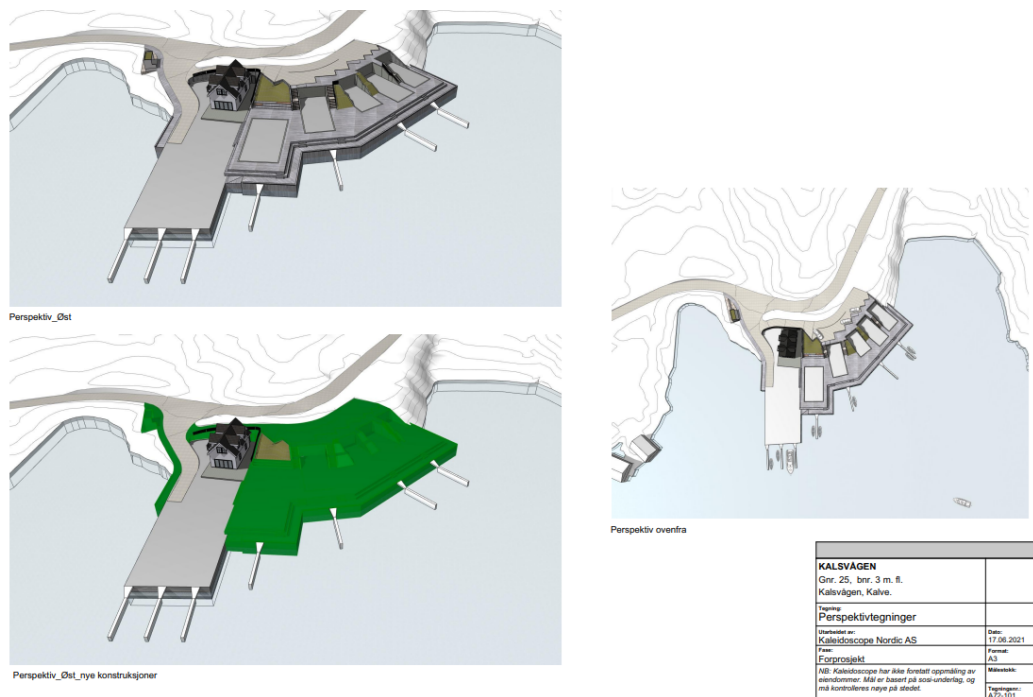 Perspektiv_Øst
Perspektiv_Øst_nye konstruksjoner
Perspektiv ovenfra
KALSVÅGEN
Gnr. 25, bnr. 3 m. fl.
Kalsvågen, Kalve.
Tegning:
Perspektivtegninger
Utarbeidet av:
Kaleidoscope Nordic AS
Dato:
17.06.2021
Fase:
Forprosjekt
Format:
A3
NB: Kaleidoscope har ikke foretatt oppmåling av
eiendommer. Mål er basert på sosi-underlag, og
må kontrolleres nøye på stedet.
Målestokk:
Tegningsnr.:
A72-101